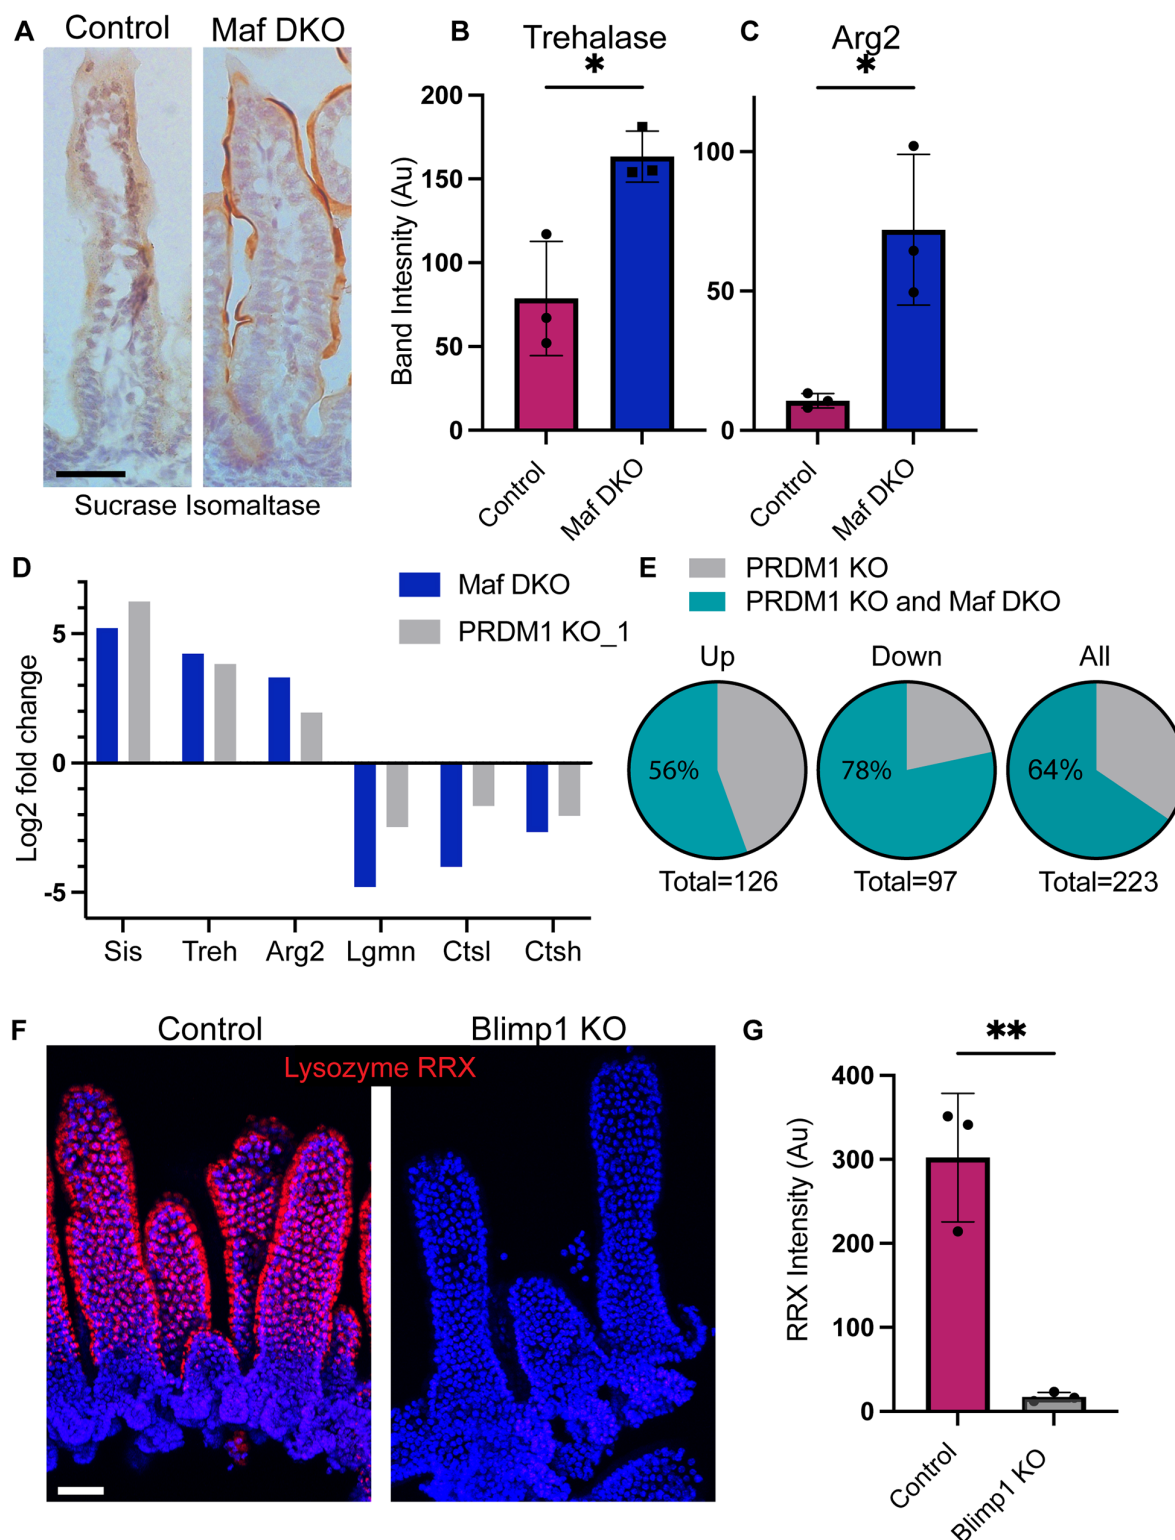 A
Control
Maf DKO
Sucrase Isomaltase
B
Trehalase
*
Band Intesnity (Au)
200
150
100
50
0
Control
Maf DKO
C
Arg2
*
100
50
0
Control
Maf DKO
D
Maf DKO
PRDM1 KO_1
Log2 fold change
5
0
-5
Sis
Treh
Arg2
Lgmn
Ctsl
Ctsh
E
PRDM1 KO
PRDM1 KO and Maf DKO
Up
Down
All
56%
78%
64%
Total=126
Total=97
Total=223
F
Control
Blimp1 KO
Lysozyme RRX
G
**
RRX Intensity (Au)
400
300
200
100
0
Control
Blimp1 KO